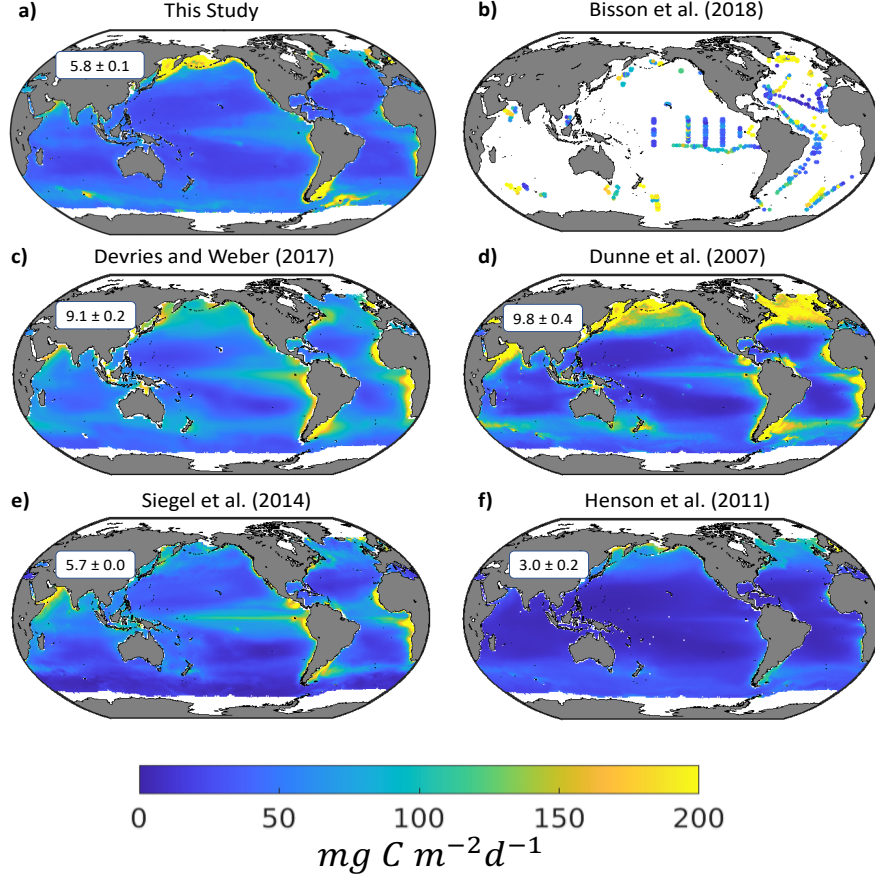 a) This Study
5.8 ± 0.1
b) Bisson et al. (2018)
c) Devries and Weber (2017)
9.1 ± 0.2
d) Dunne et al. (2007)
9.8 ± 0.4
e) Siegel et al. (2014)
5.7 ± 0.0
f) Henson et al. (2011)
3.0 ± 0.2
0 50 100 150 200
mg C m⁻²d⁻¹